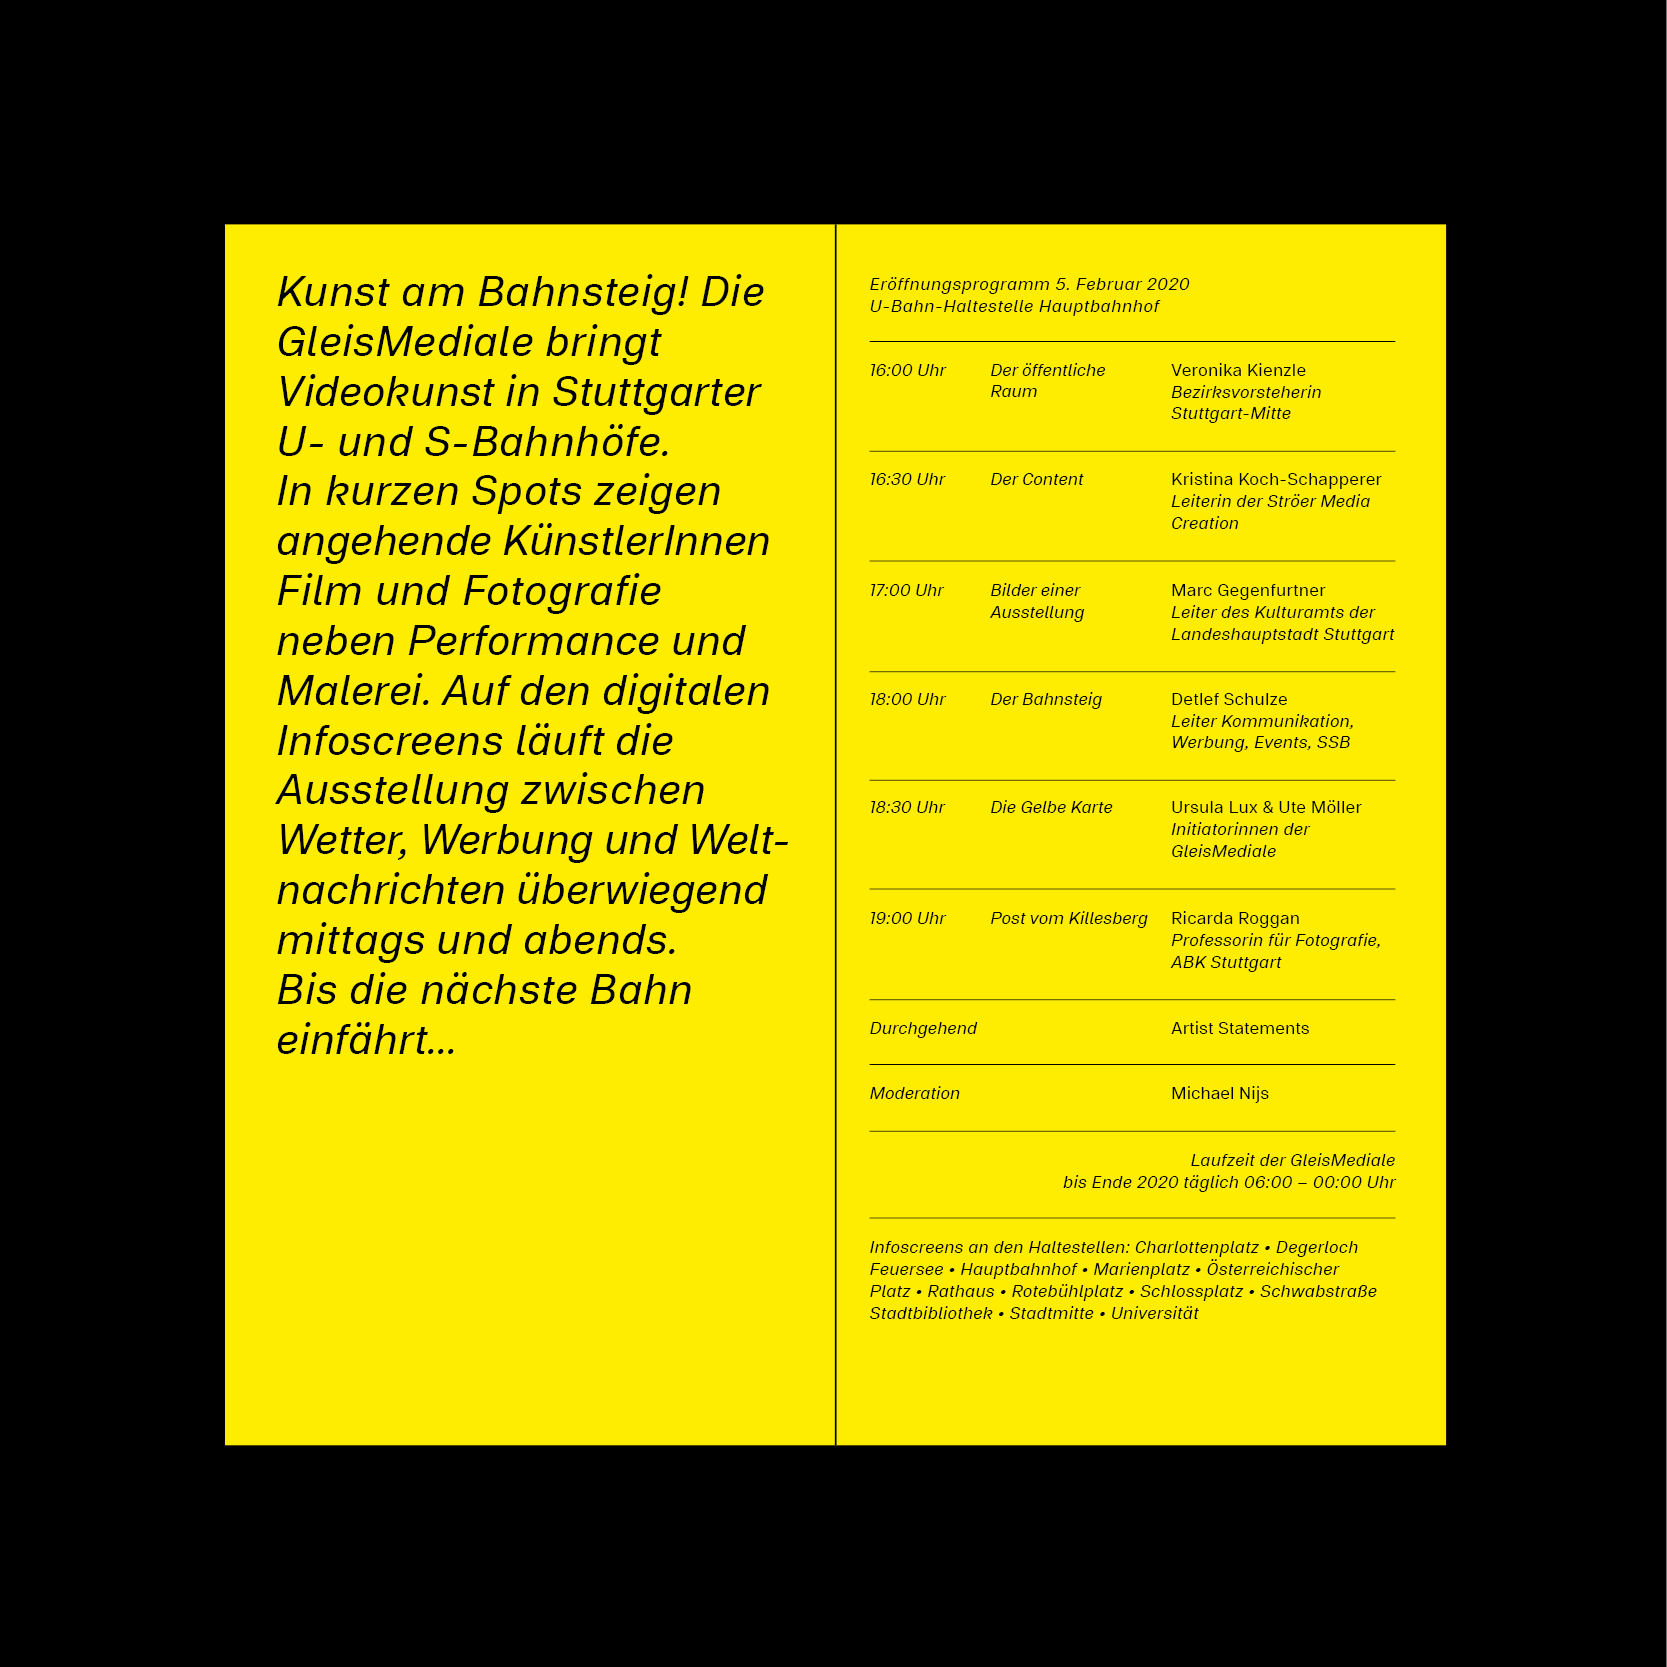 Kunst am Bahnsteig! Die
GleisMediale bringt
Videokunst in Stuttgarter
U- und S-Bahnhöfe.
In kurzen Spots zeigen
angehende KünstlerInnen
Film und Fotografie
neben Performance und
Malerei. Auf den digitalen
Infoscreens läuft die
Ausstellung zwischen
Wetter, Werbung und Welt-
nachrichten überwiegend
mittags und abends.
Bis die nächste Bahn
einfährt...
Eröffnungsprogramm 5. Februar 2020
U-Bahn-Haltestelle Hauptbahnhof
16:00 Uhr Der öffentliche Veronika Kienzle
Raum Bezirksvorsteherin
Stuttgart-Mitte
16:30 Uhr Der Content Kristina Koch-Schapperer
Leiterin der Ströer Media
Creation
17:00 Uhr Bilder einer Marc Gegenfurtner
Ausstellung Leiter des Kulturamts der
Landeshauptstadt Stuttgart
18:00 Uhr Der Bahnsteig Detlef Schulze
Leiter Kommunikation,
Werbung, Events, SSB
18:30 Uhr Die Gelbe Karte Ursula Lux & Ute Möller
Initiatorinnen der
GleisMediale
19:00 Uhr Post vom Killesberg Ricarda Roggan
Professorin für Fotografie,
ABK Stuttgart
Durchgehend Artist Statements
Moderation Michael Nijs
Laufzeit der GleisMediale
bis Ende 2020 täglich 06:00 – 00:00 Uhr
Infoscreens an den Haltestellen: Charlottenplatz • Degerloch
Feuersee • Hauptbahnhof • Marienplatz • Österreichischer
Platz • Rathaus • Rotebühlplatz • Schlossplatz • Schwabstraße
Stadtbibliothek • Stadtmitte • Universität